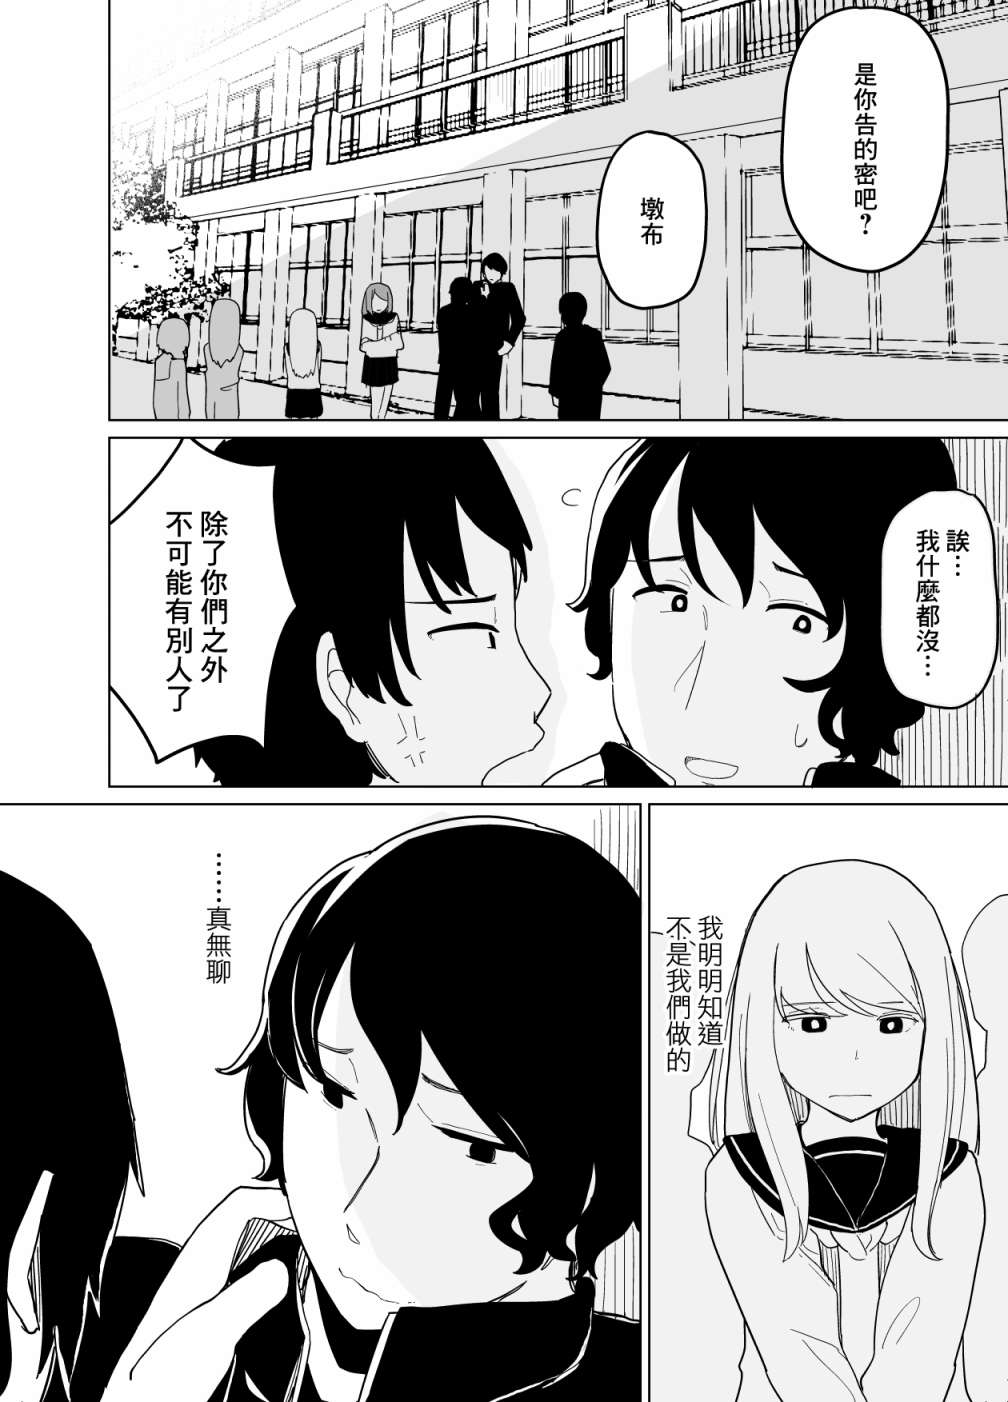 是你告的密吧？
墩布
誒…
我什麼都沒…
除了你們之外
不可能有別人了
我明明知道
不是我們做的
……真無聊